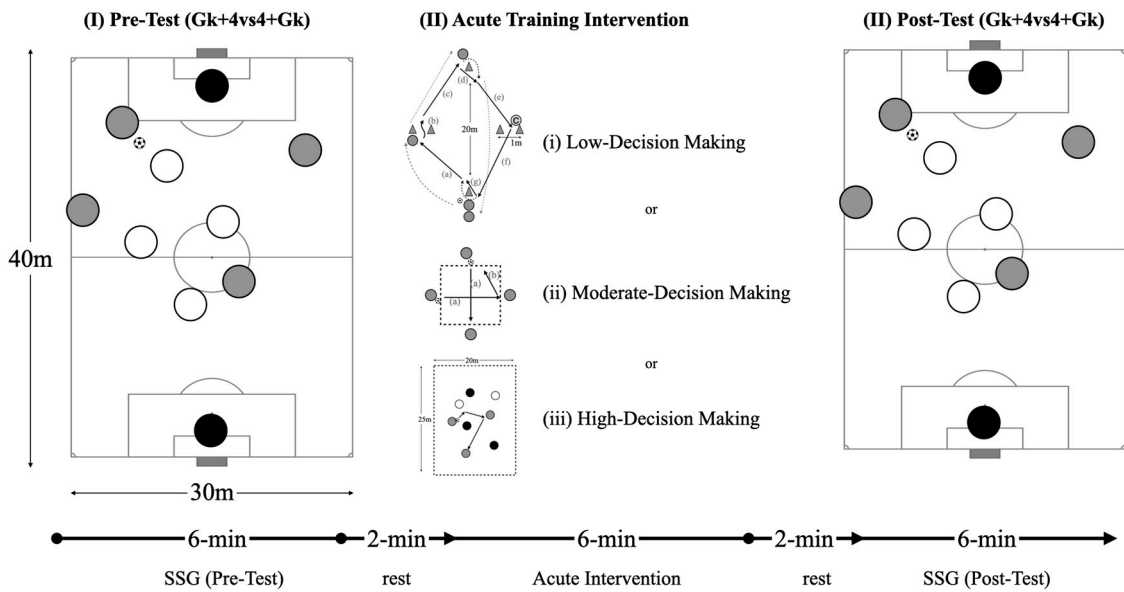 (I) Pre-Test (Gk+4vs4+Gk)
(II) Acute Training Intervention
(II) Post-Test (Gk+4vs4+Gk)
40m
30m
(d)
(c)
(e)
(b)
20m
C
1m
(a)
(f)
(g)
(i) Low-Decision Making
or
(b)
(a)
(a)
(ii) Moderate-Decision Making
or
20m
25m
(iii) High-Decision Making
6-min
2-min
6-min
2-min
6-min
SSG (Pre-Test)
rest
Acute Intervention
rest
SSG (Post-Test)